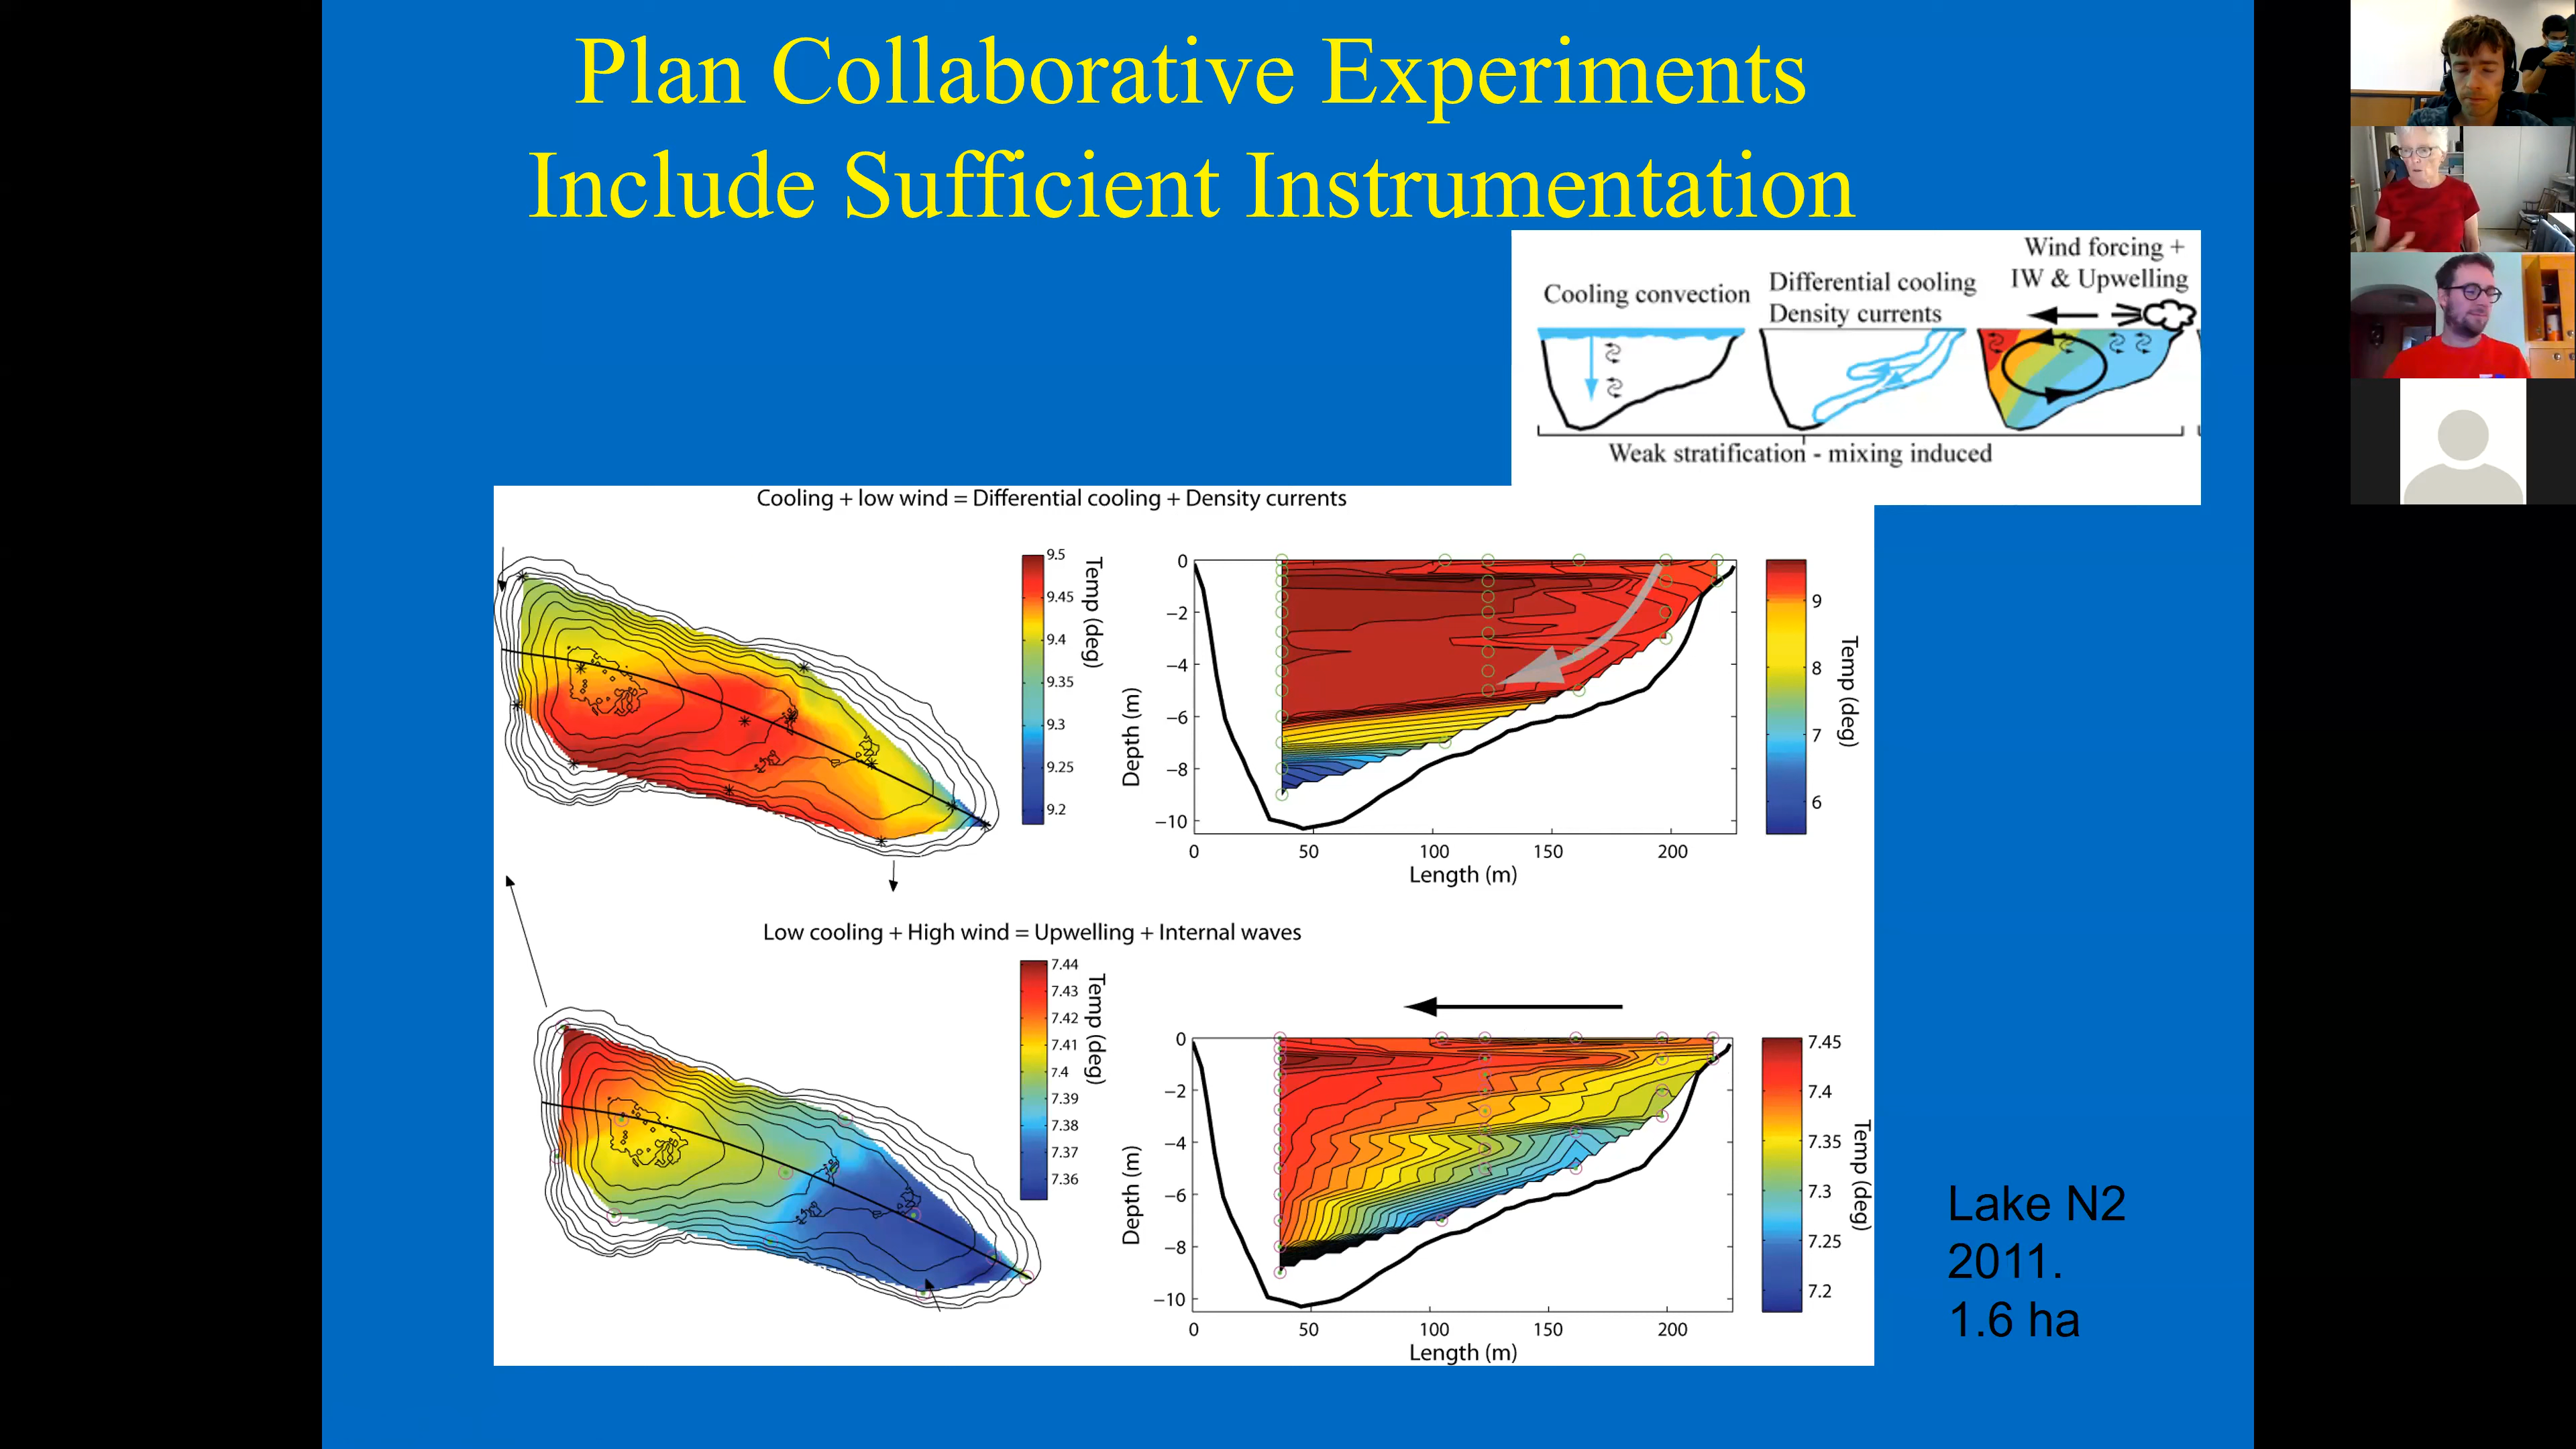 Plan Collaborative Experiments
Include Sufficient Instrumentation
Cooling convection
Differential cooling
Density currents
Wind forcing +
IW & Upwelling
Weak stratification - mixing induced
Cooling + low wind = Differential cooling + Density currents
9.5
9.45
9.4
9.35
9.3
9.25
9.2
Temp (deg)
0
−2
−4
−6
−8
−10
Depth (m)
0
50
100
150
200
Length (m)
9
8
7
6
Temp (deg)
Low cooling + High wind = Upwelling + Internal waves
7.44
7.43
7.42
7.41
7.4
7.39
7.38
7.37
7.36
Temp (deg)
0
−2
−4
−6
−8
−10
Depth (m)
0
50
100
150
200
Length (m)
7.45
7.4
7.35
7.3
7.25
7.2
Temp (deg)
Lake N2
2011.
1.6 ha